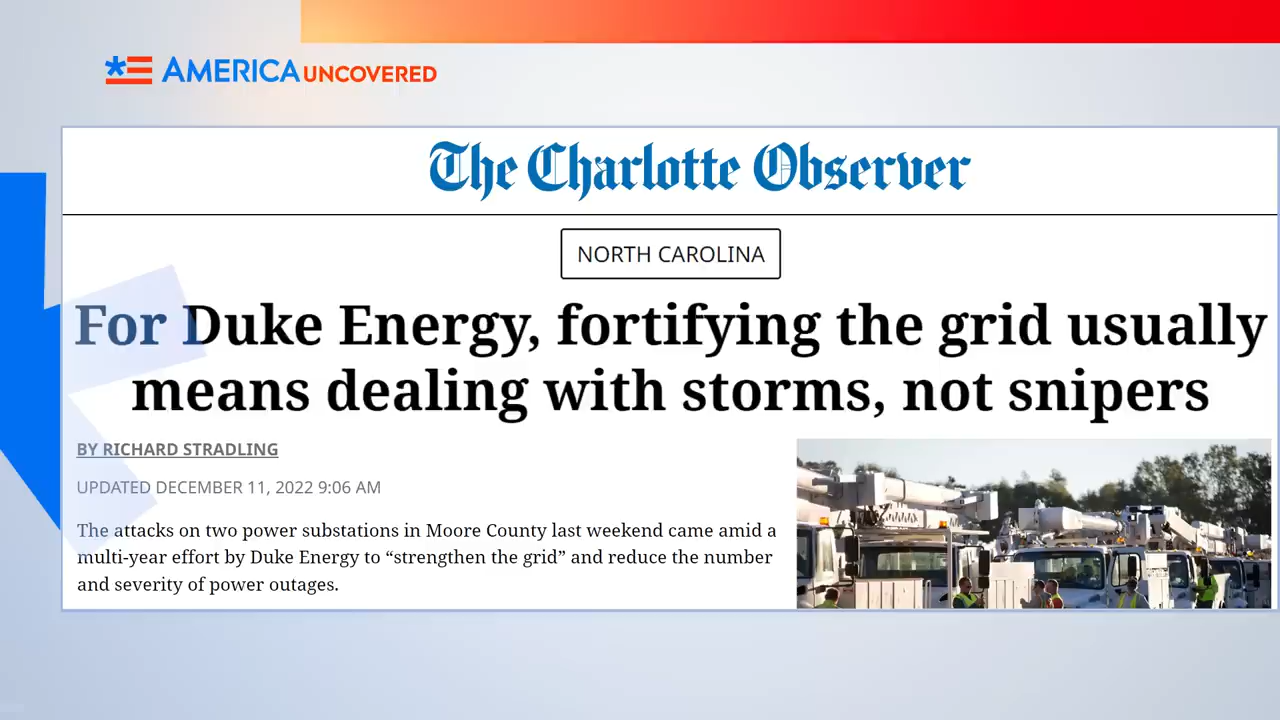 AMERICA UNCOVERED
The Charlotte Observer
NORTH CAROLINA
For Duke Energy, fortifying the grid usually
means dealing with storms, not snipers
BY RICHARD STRADLING
UPDATED DECEMBER 11, 2022 9:06 AM
The attacks on two power substations in Moore County last weekend came amid a
multi-year effort by Duke Energy to “strengthen the grid” and reduce the number
and severity of power outages.